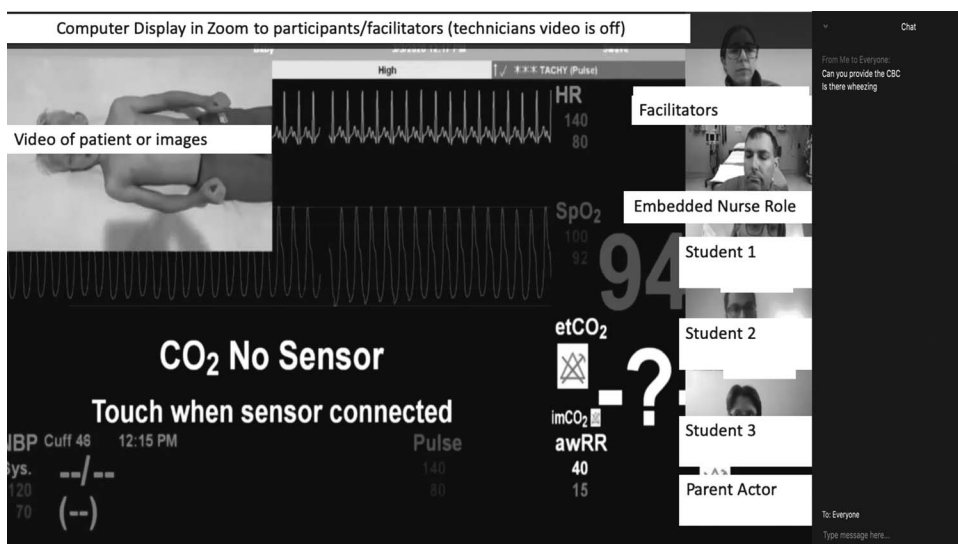 Computer Display in Zoom to participants/facilitators (technicians video is off)
High
*** TACHY (Pulse)
Video of patient or images
HR
140
80
SpO2
100
92
94
CO2 No Sensor
Touch when sensor connected
etCO2
-?-
imCO2
awRR
40
15
NBP Cuff 46 12:15 PM
Sys.
120
70
--/--
(--)
Pulse
140
80
Facilitators
Embedded Nurse Role
Student 1
Student 2
Student 3
Parent Actor
Chat
From Me to Everyone:
Can you provide the CBC
Is there wheezing
To: Everyone
Type message here...